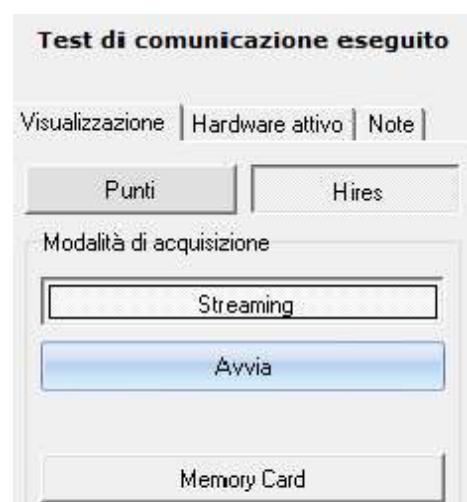 Test di comunicazione eseguito
Visualizzazione Hardware attivo Note
Punti Hires
Modalità di acquisizione
Streaming
Avvia
Memory Card